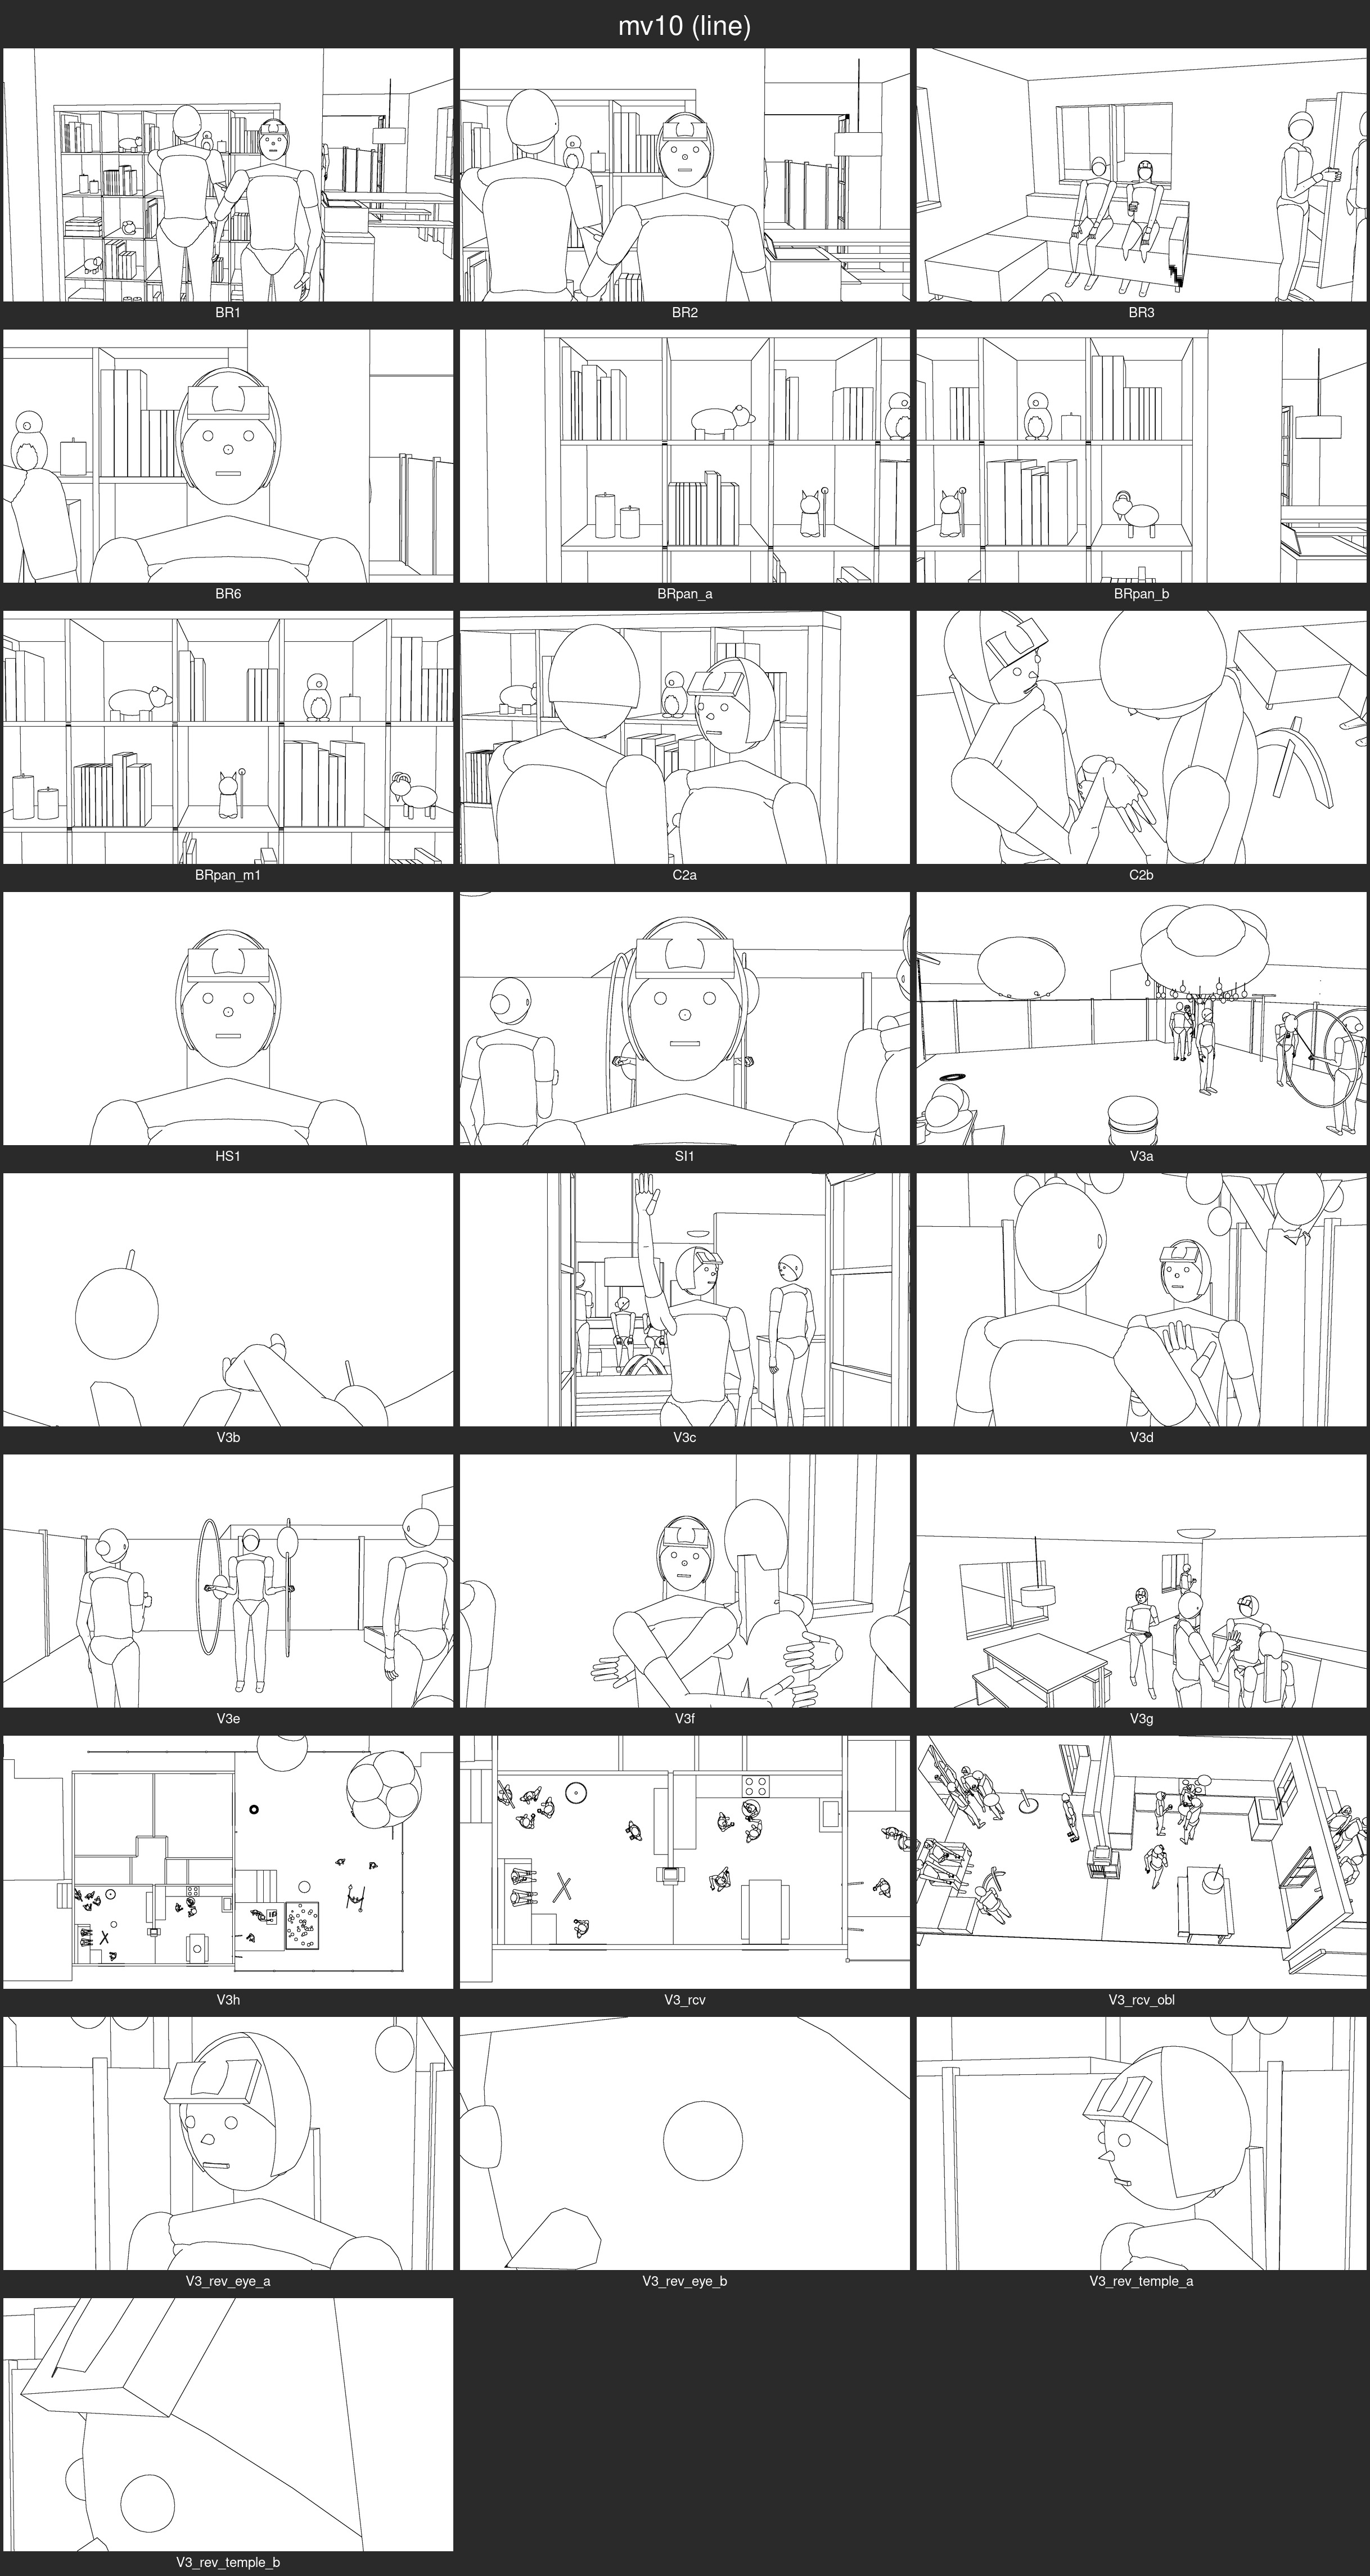 mv10 (line)
BR1
BR2
BR3
BR6
BRpan_a
BRpan_b
BRpan_m1
C2a
C2b
HS1
SI1
V3a
V3b
V3c
V3d
V3e
V3f
V3g
V3h
V3_rcv
V3_rcv_obl
V3_rev_eye_a
V3_rev_eye_b
V3_rev_temple_a
V3_rev_temple_b